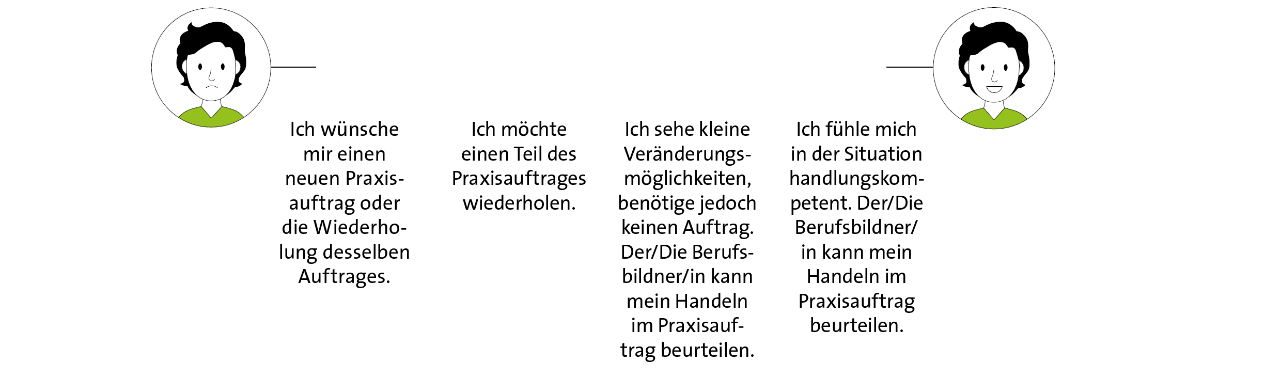 Ich wünsche
mir einen
neuen Praxis-
auftrag oder
die Wiederho-
lung desselben
Auftrages.
Ich möchte
einen Teil des
Praxisauftrages
wiederholen.
Ich sehe kleine
Veränderungs-
möglichkeiten,
benötige jedoch
keinen Auftrag.
Der/Die Berufs-
bildner/in kann
mein Handeln
im Praxisauf-
trag beurteilen.
Ich fühle mich
in der Situation
handlungskom-
petent. Der/Die
Berufsbildner/
in kann mein
Handeln im
Praxisauftrag
beurteilen.